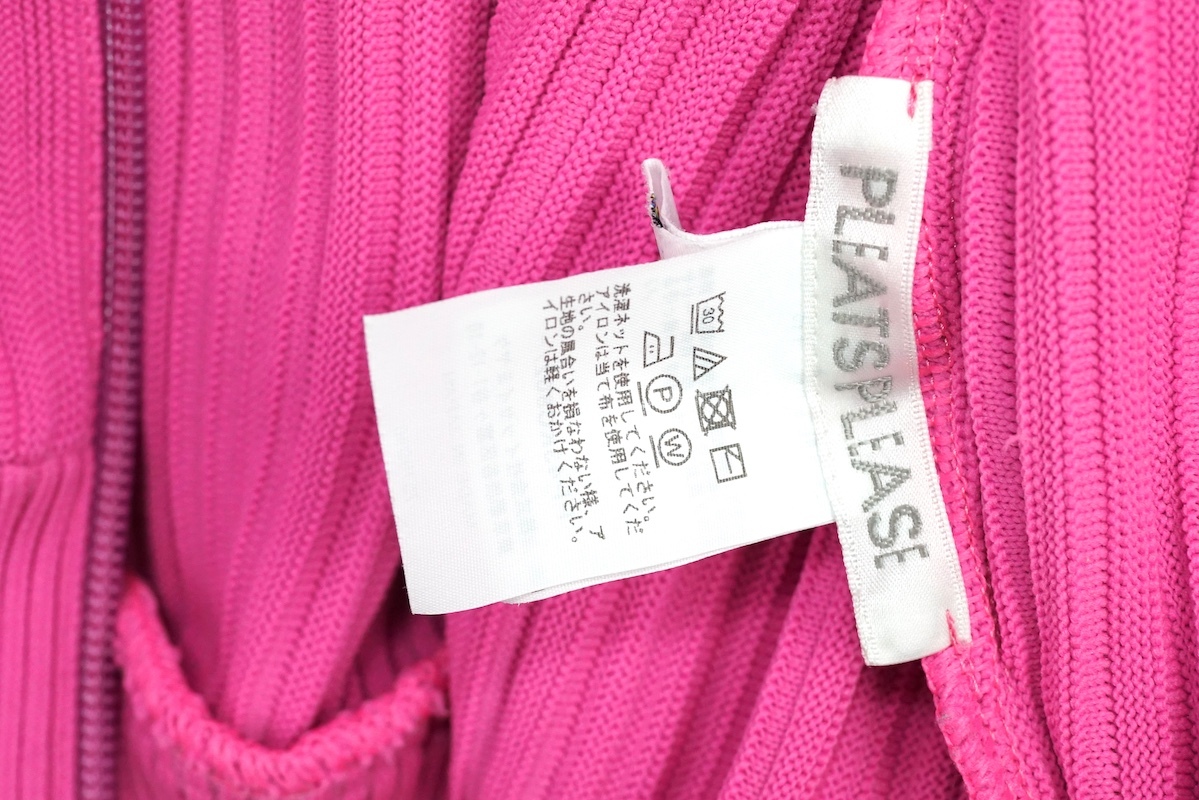 PLEATS PLEASE
30
P
W
洗濯ネットを使用してください。
アイロンは当て布を使用してくだ
さい。
生地の風合いを損なわない様、ア
イロンは軽くおかけください。